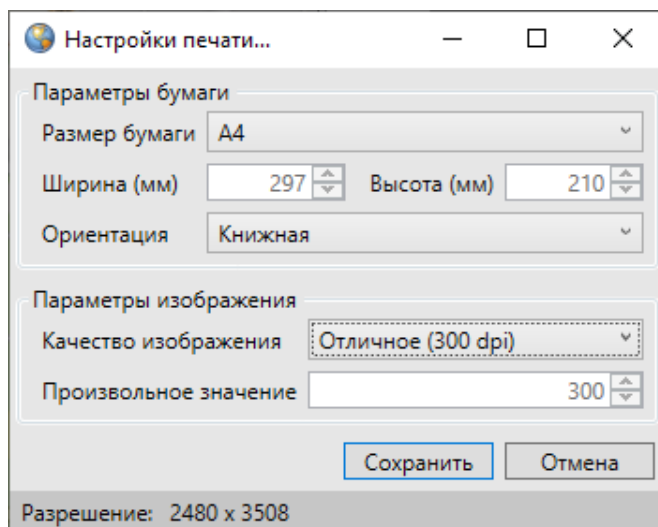 Настройки печати...
Параметры бумаги
Размер бумаги A4
Ширина (мм) 297 Высота (мм) 210
Ориентация Книжная
Параметры изображения
Качество изображения Отличное (300 dpi)
Произвольное значение 300
Сохранить Отмена
Разрешение: 2480 x 3508